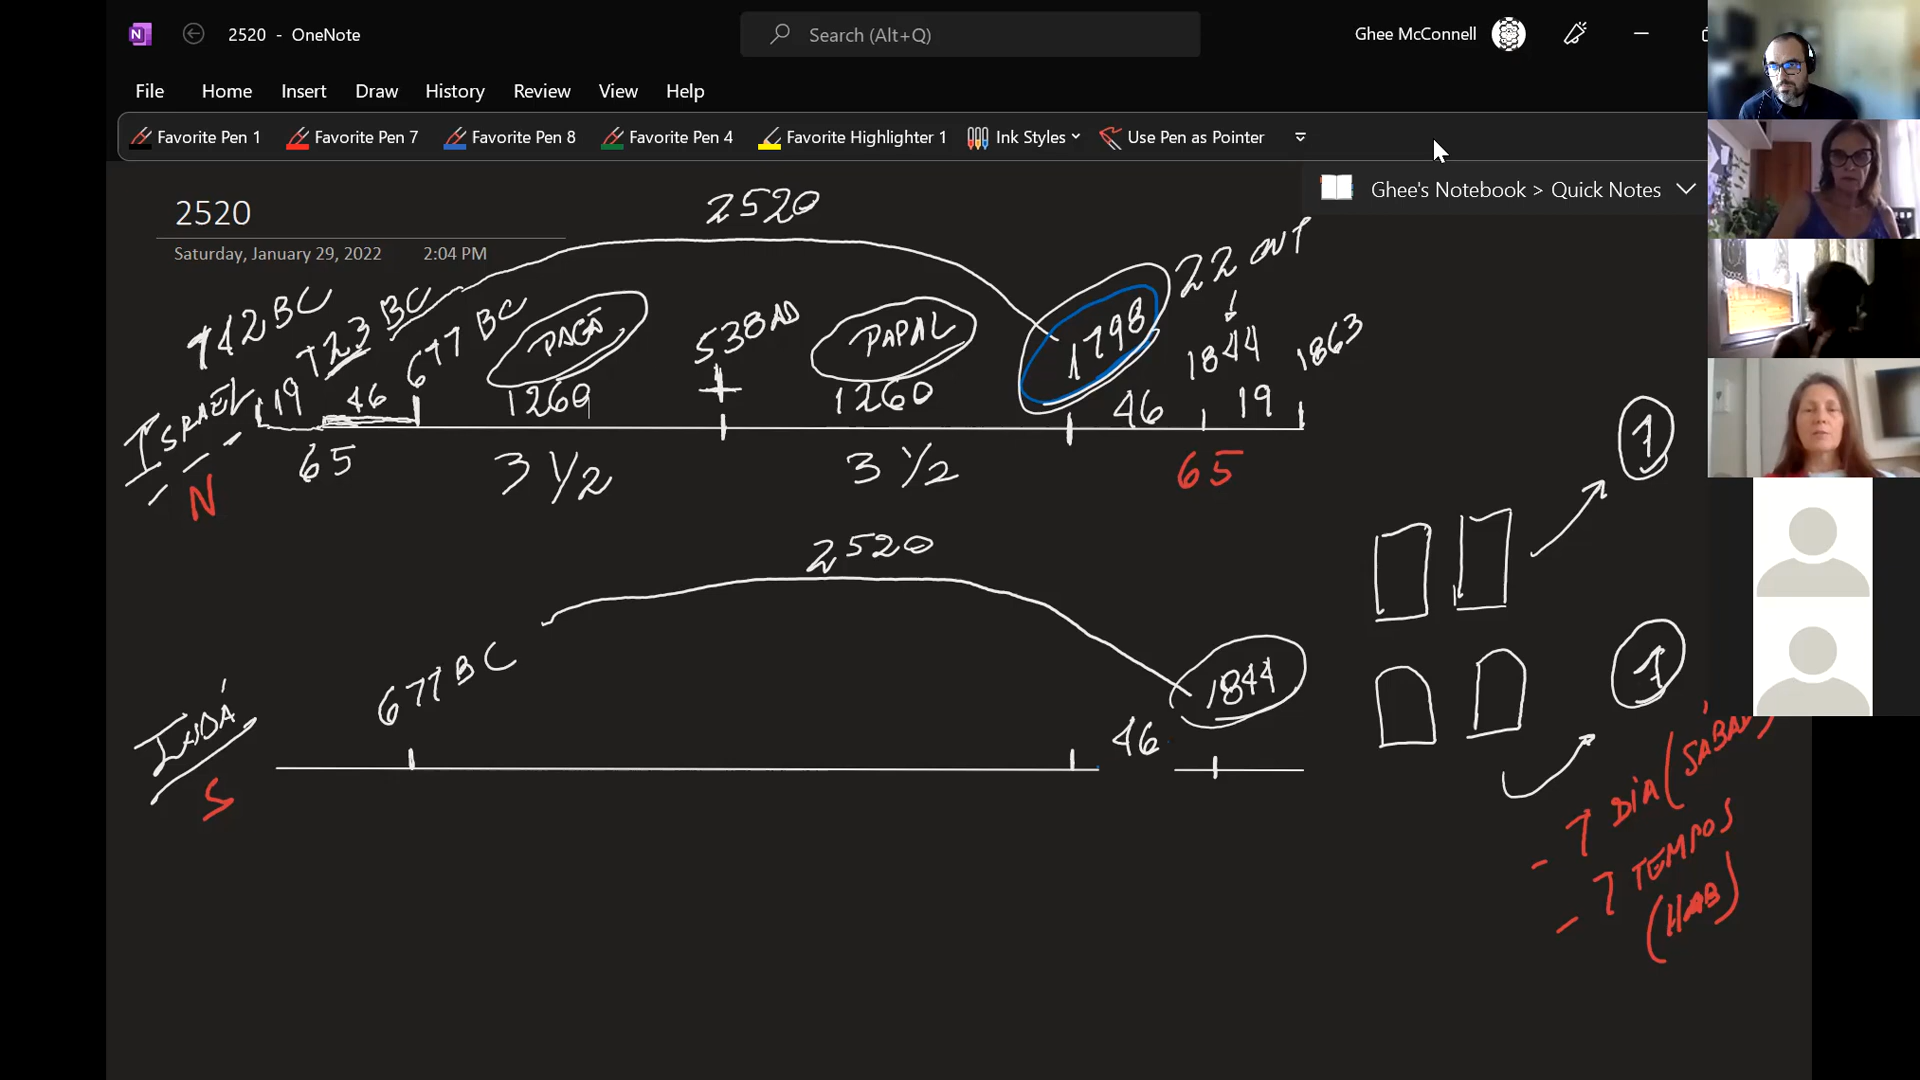 2520 - OneNote
Search (Alt+Q)
Ghee McConnell
File Home Insert Draw History Review View Help
Favorite Pen 1 Favorite Pen 7 Favorite Pen 8 Favorite Pen 4 Favorite Highlighter 1 Ink Styles Use Pen as Pointer
Ghee's Notebook > Quick Notes
2520
Saturday, January 29, 2022 2:04 PM
2520
742 BC 723 BC 677 BC PAGÃ 538 AD PAPAL 1798 22 OUT 1844 1863
ISRAEL 19 46 1260 1260 46 19
N 65 3 1/2 3 1/2 65
1
2520
677 BC 1844
JUDÁ 46
S
7
- 7 DIA (SÁBADO)
- 7 TEMPOS
(HAB)